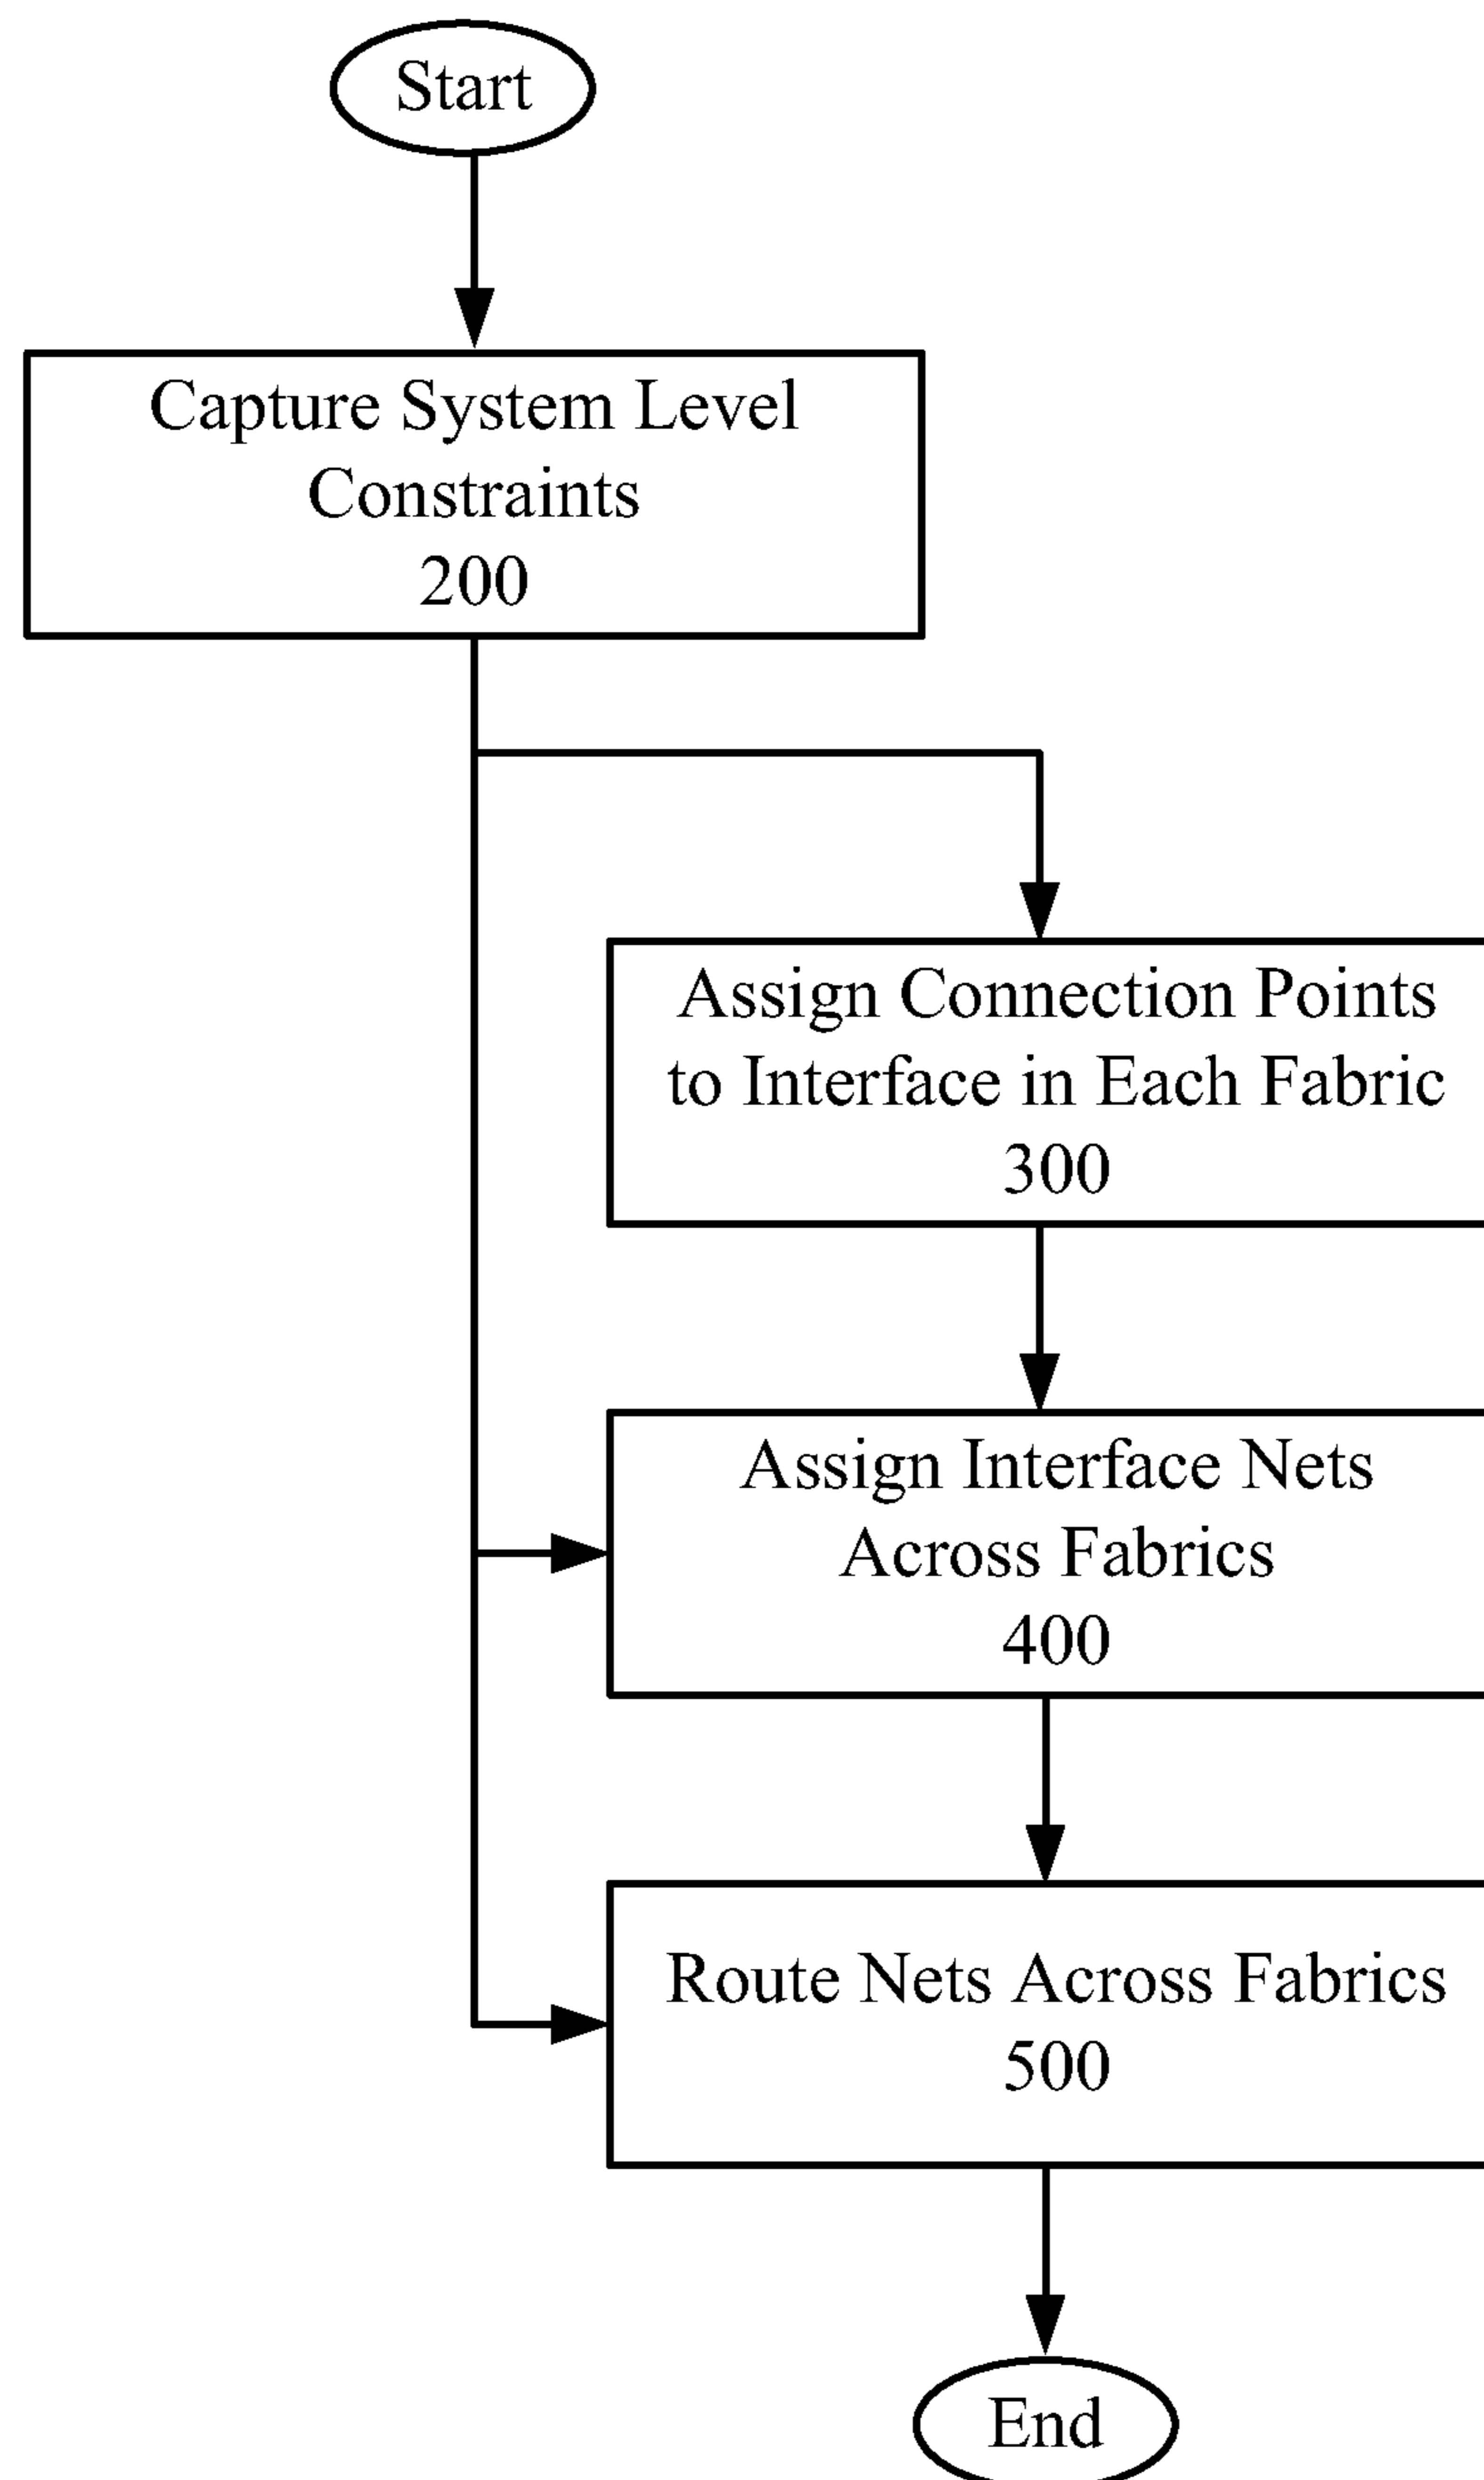 Start
Capture System Level
Constraints
200
Assign Connection Points
to Interface in Each Fabric
300
Assign Interface Nets
Across Fabrics
400
Route Nets Across Fabrics
500
End